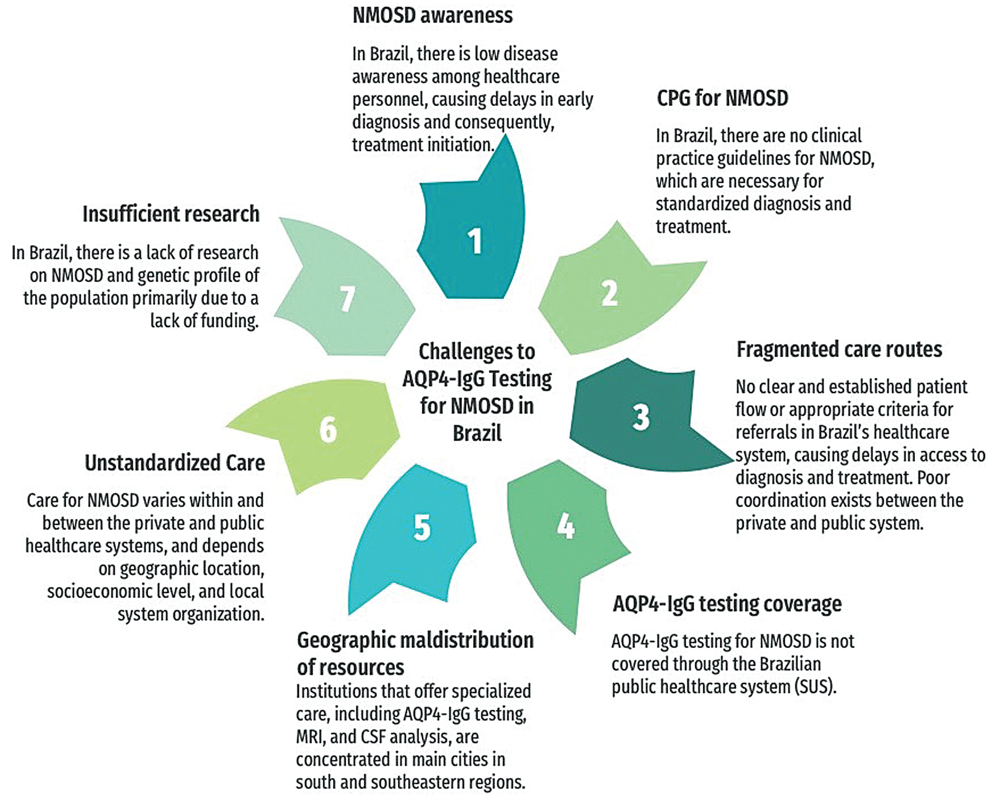 NMOSD awareness
In Brazil, there is low disease
awareness among healthcare
personnel, causing delays in early
diagnosis and consequently,
treatment initiation.
1
CPG for NMOSD
In Brazil, there are no clinical
practice guidelines for NMOSD,
which are necessary for
standardized diagnosis and
treatment.
2
Fragmented care routes
No clear and established patient
flow or appropriate criteria for
referrals in Brazil's healthcare
system, causing delays in access to
diagnosis and treatment. Poor
coordination exists between the
private and public system.
3
AQP4-IgG testing coverage
AQP4-IgG testing for NMOSD is not
covered through the Brazilian
public healthcare system (SUS).
4
Geographic maldistribution
of resources
Institutions that offer specialized
care, including AQP4-IgG testing,
MRI, and CSF analysis, are
concentrated in main cities in
south and southeastern regions.
5
Unstandardized Care
Care for NMOSD varies within and
between the private and public
healthcare systems, and depends
on geographic location,
socioeconomic level, and local
system organization.
6
Insufficient research
In Brazil, there is a lack of research
on NMOSD and genetic profile of
the population primarily due to a
lack of funding.
7
Challenges to
AQP4-IgG Testing
for NMOSD in
Brazil